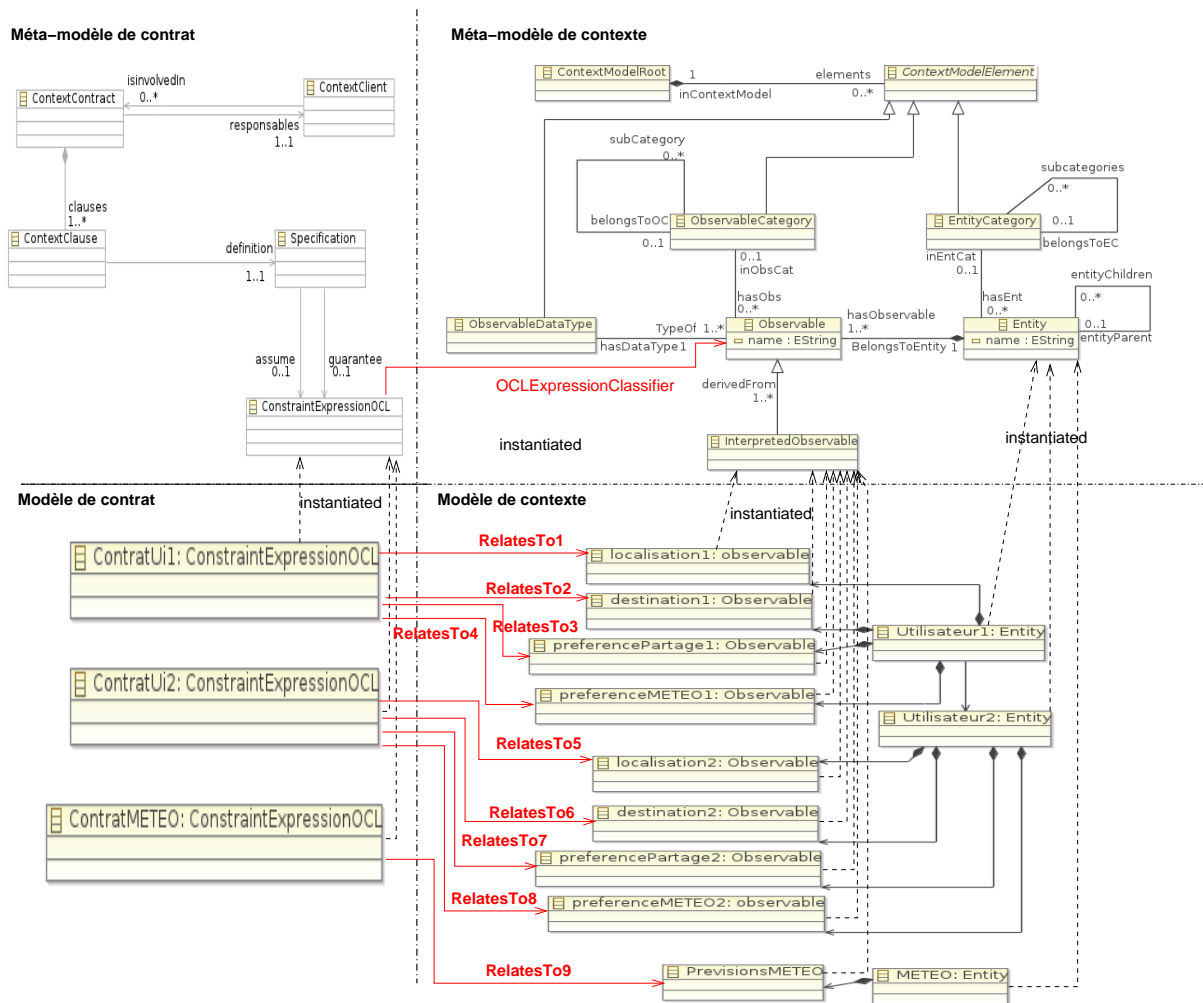 Méta−modèle de contrat
Méta−modèle de contexte
isinvolvedIn
0..*
ContextContract
ContextClient
responsables
1..1
clauses
1..*
ContextClause
definition
1..1
Specification
assume
0..1
guarantee
0..1
ConstraintExpressionOCL
ContextModelRoot
1
inContextModel
elements
0..*
ContextModelElement
subCategory
0..*
belongsToOC
0..1
ObservableCategory
0..1
inObsCat
subcategories
0..*
EntityCategory
0..1
belongsToEC
inEntCat
0..1
entityChildren
0..*
0..1
entityParent
hasObs
0..*
hasEnt
0..*
ObservableDataType
TypeOf 1..*
hasDataType1
Observable
name : EString
hasObservable
1..*
BelongsToEntity 1
Entity
name : EString
OCLExpressionClassifier
derivedFrom
1..*
InterpretedObservable
instantiated
instantiated
Modèle de contrat
instantiated
Modèle de contexte
instantiated
ContratUi1: ConstraintExpressionOCL
RelatesTo1
localisation1: observable
RelatesTo2
destination1: Observable
RelatesTo3
RelatesTo4
preferencePartage1: Observable
Utilisateur1: Entity
ContratUi2: ConstraintExpressionOCL
preferenceMETEO1: Observable
Utilisateur2: Entity
RelatesTo5
localisation2: Observable
ContratMETEO: ConstraintExpressionOCL
RelatesTo6
destination2: Observable
RelatesTo7
preferencePartage2: Observable
RelatesTo8
preferenceMETEO2: observable
RelatesTo9
PrevisionsMETEO
METEO: Entity